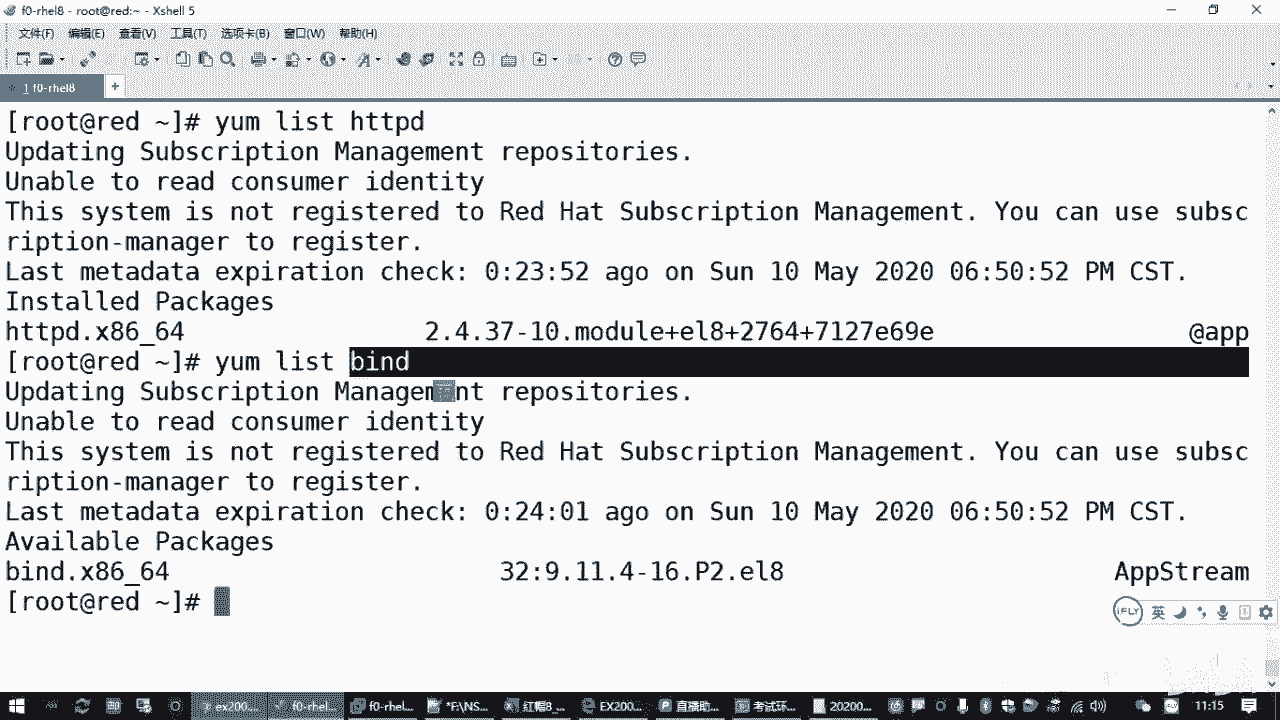 f0-rhel8 - root@red:~ - Xshell 5
文件(F) 编辑(E) 查看(V) 工具(T) 选项卡(B) 窗口(W) 帮助(H)
1 f0-rhel8
[root@red ~]# yum list httpd
Updating Subscription Management repositories.
Unable to read consumer identity
This system is not registered to Red Hat Subscription Management. You can use subsc
ription-manager to register.
Last metadata expiration check: 0:23:52 ago on Sun 10 May 2020 06:50:52 PM CST.
Installed Packages
httpd.x86_64 2.4.37-10.module+el8+2764+7127e69e @app
[root@red ~]# yum list bind
Updating Subscription Management repositories.
Unable to read consumer identity
This system is not registered to Red Hat Subscription Management. You can use subsc
ription-manager to register.
Last metadata expiration check: 0:24:01 ago on Sun 10 May 2020 06:50:52 PM CST.
Available Packages
bind.x86_64 32:9.11.4-16.P2.el8 AppStream
[root@red ~]#
iFLY 英
ex200... f0-rhel... f0-rhel... *F:\NS... 红帽8_... EX200... 直播助... 考试环... 20200... 11:15